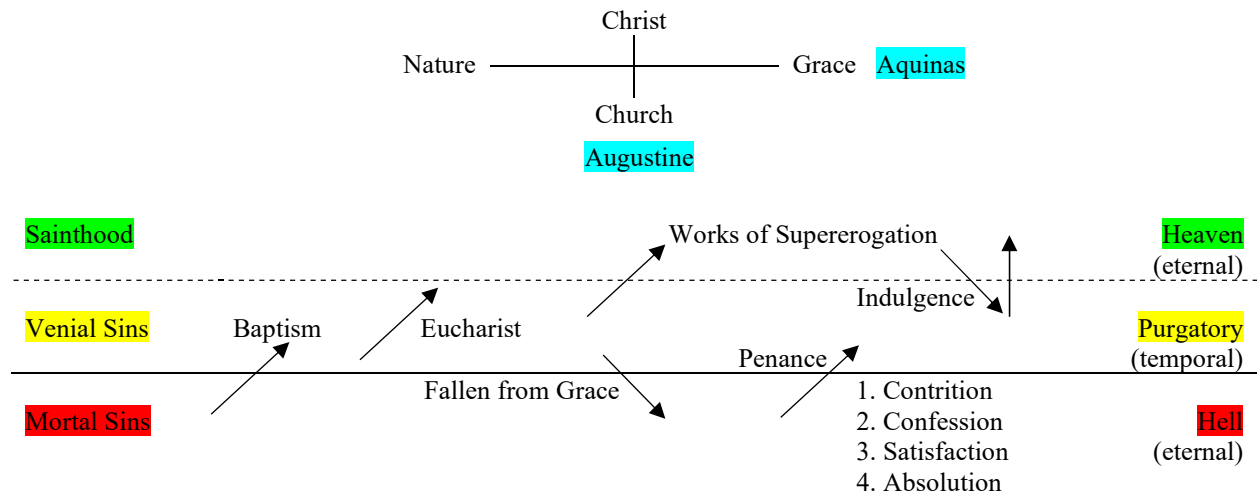 Christ
Nature Grace Aquinas
Church
Augustine
Sainthood Works of Supererogation Heaven
(eternal)
Indulgence
Venial Sins Baptism Eucharist Purgatory
Penance (temporal)
Fallen from Grace 1. Contrition
Mortal Sins 2. Confession Hell
3. Satisfaction (eternal)
4. Absolution